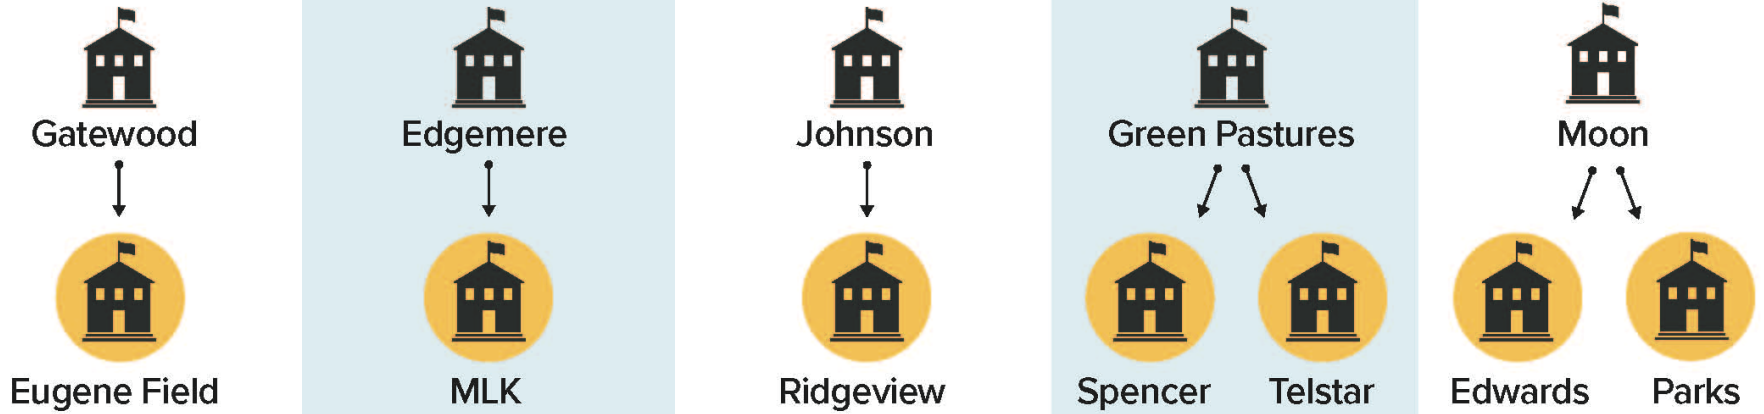 Gatewood
Edgemere
Johnson
Green Pastures
Moon
Eugene Field
MLK
Ridgeview
Spencer
Telstar
Edwards
Parks